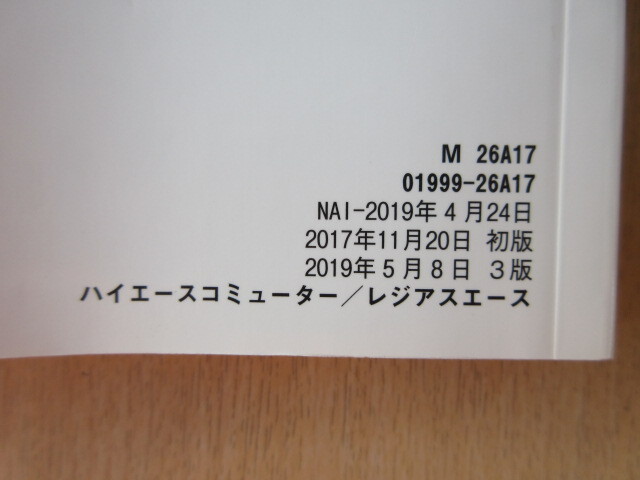 M 26A17
01999-26A17
NAI-2019年4月24日
2017年11月20日 初版
2019年5月8日 3版
ハイエースコミューター／レジアスエース